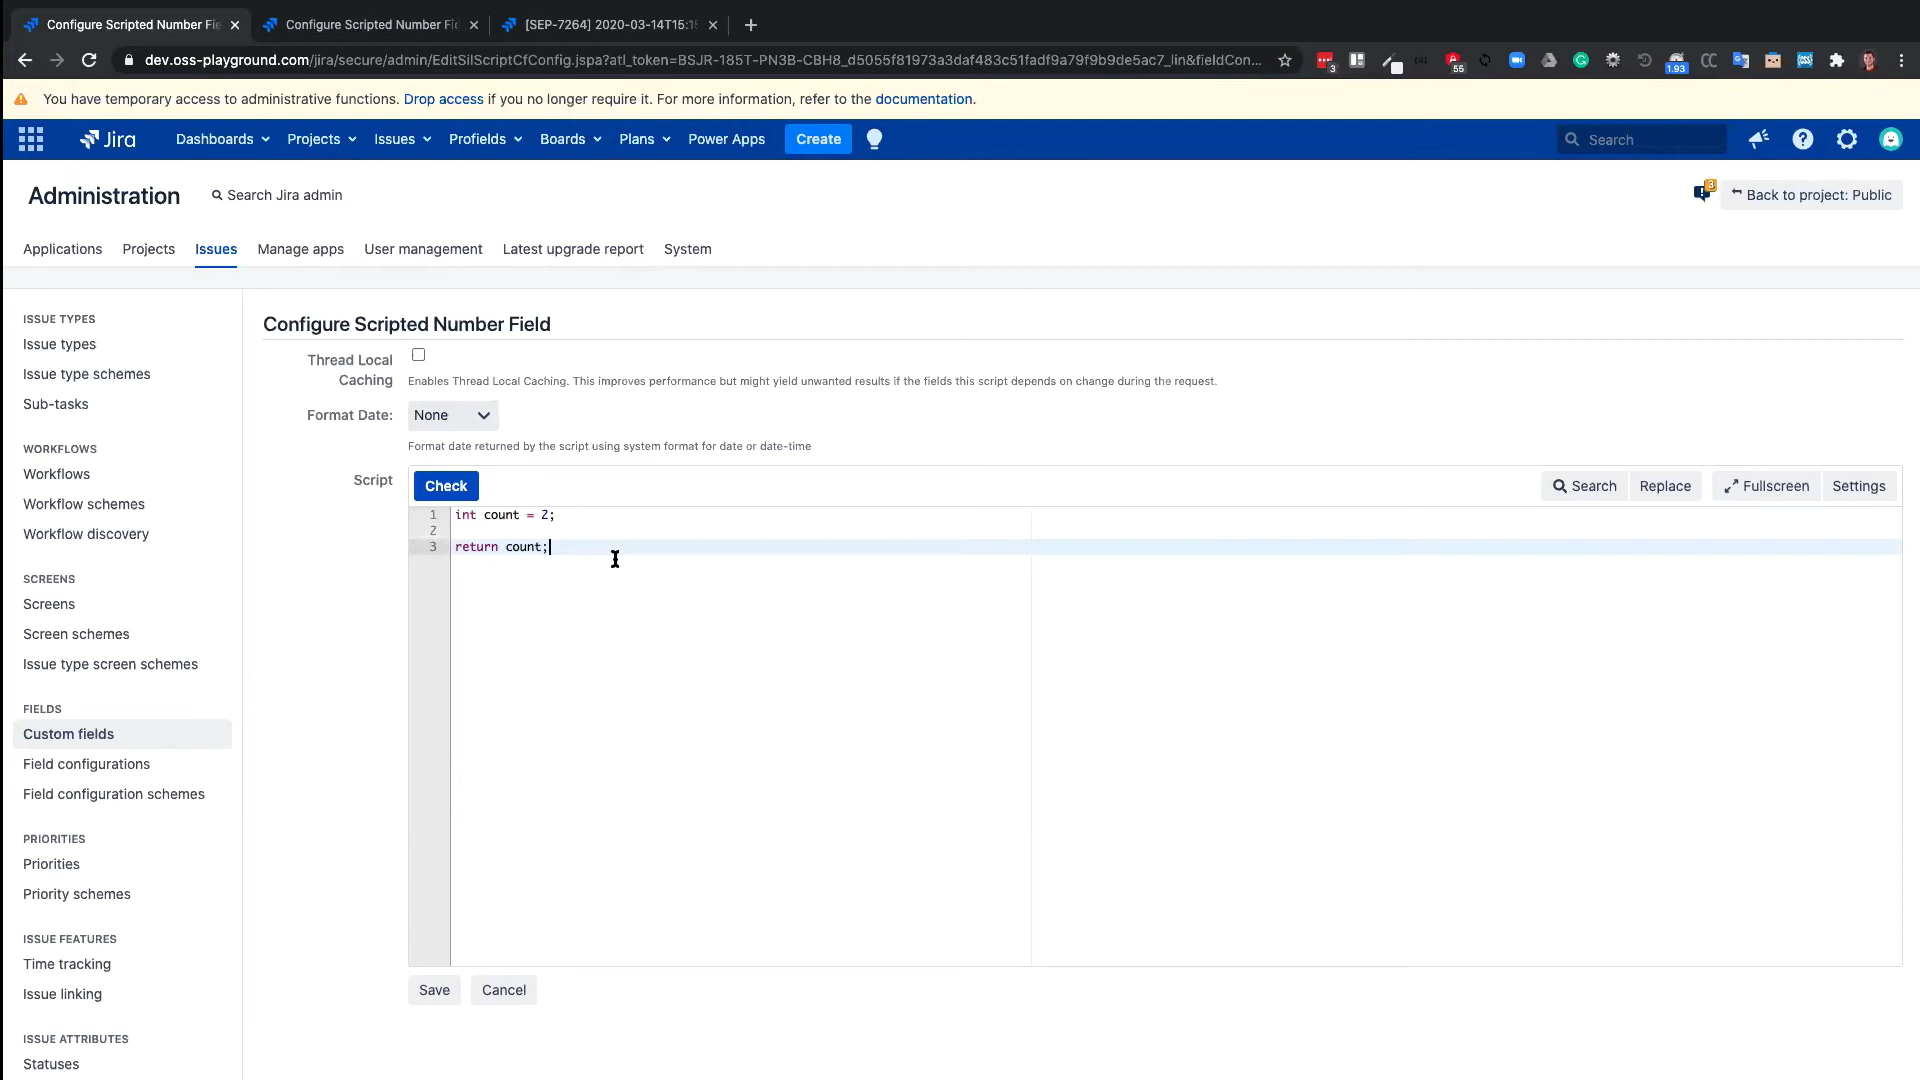 Configure Scripted Number Fie
Configure Scripted Number Fie
[SEP-7264] 2020-03-14T15:15
dev.oss-playground.com/jira/secure/admin/EditSilScriptCfConfig.jspa?atl_token=BSJR-185T-PN3B-CBH8_d5055f81973a3daf483c51fadf9a79f9b9de5ac7_lin&fieldCon...
3
55
1.93
You have temporary access to administrative functions. Drop access if you no longer require it. For more information, refer to the documentation.
Jira
Dashboards
Projects
Issues
Profields
Boards
Plans
Power Apps
Create
Search
Administration
Search Jira admin
3
Back to project: Public
Applications
Projects
Issues
Manage apps
User management
Latest upgrade report
System
ISSUE TYPES
Issue types
Issue type schemes
Sub-tasks
WORKFLOWS
Workflows
Workflow schemes
Workflow discovery
SCREENS
Screens
Screen schemes
Issue type screen schemes
FIELDS
Custom fields
Field configurations
Field configuration schemes
PRIORITIES
Priorities
Priority schemes
ISSUE FEATURES
Time tracking
Issue linking
ISSUE ATTRIBUTES
Statuses
Configure Scripted Number Field
Thread Local
Caching
Enables Thread Local Caching. This improves performance but might yield unwanted results if the fields this script depends on change during the request.
Format Date:
None
Format date returned by the script using system format for date or date-time
Script
Check
Search
Replace
Fullscreen
Settings
1 int count = 2;
2
3 return count;
Save
Cancel